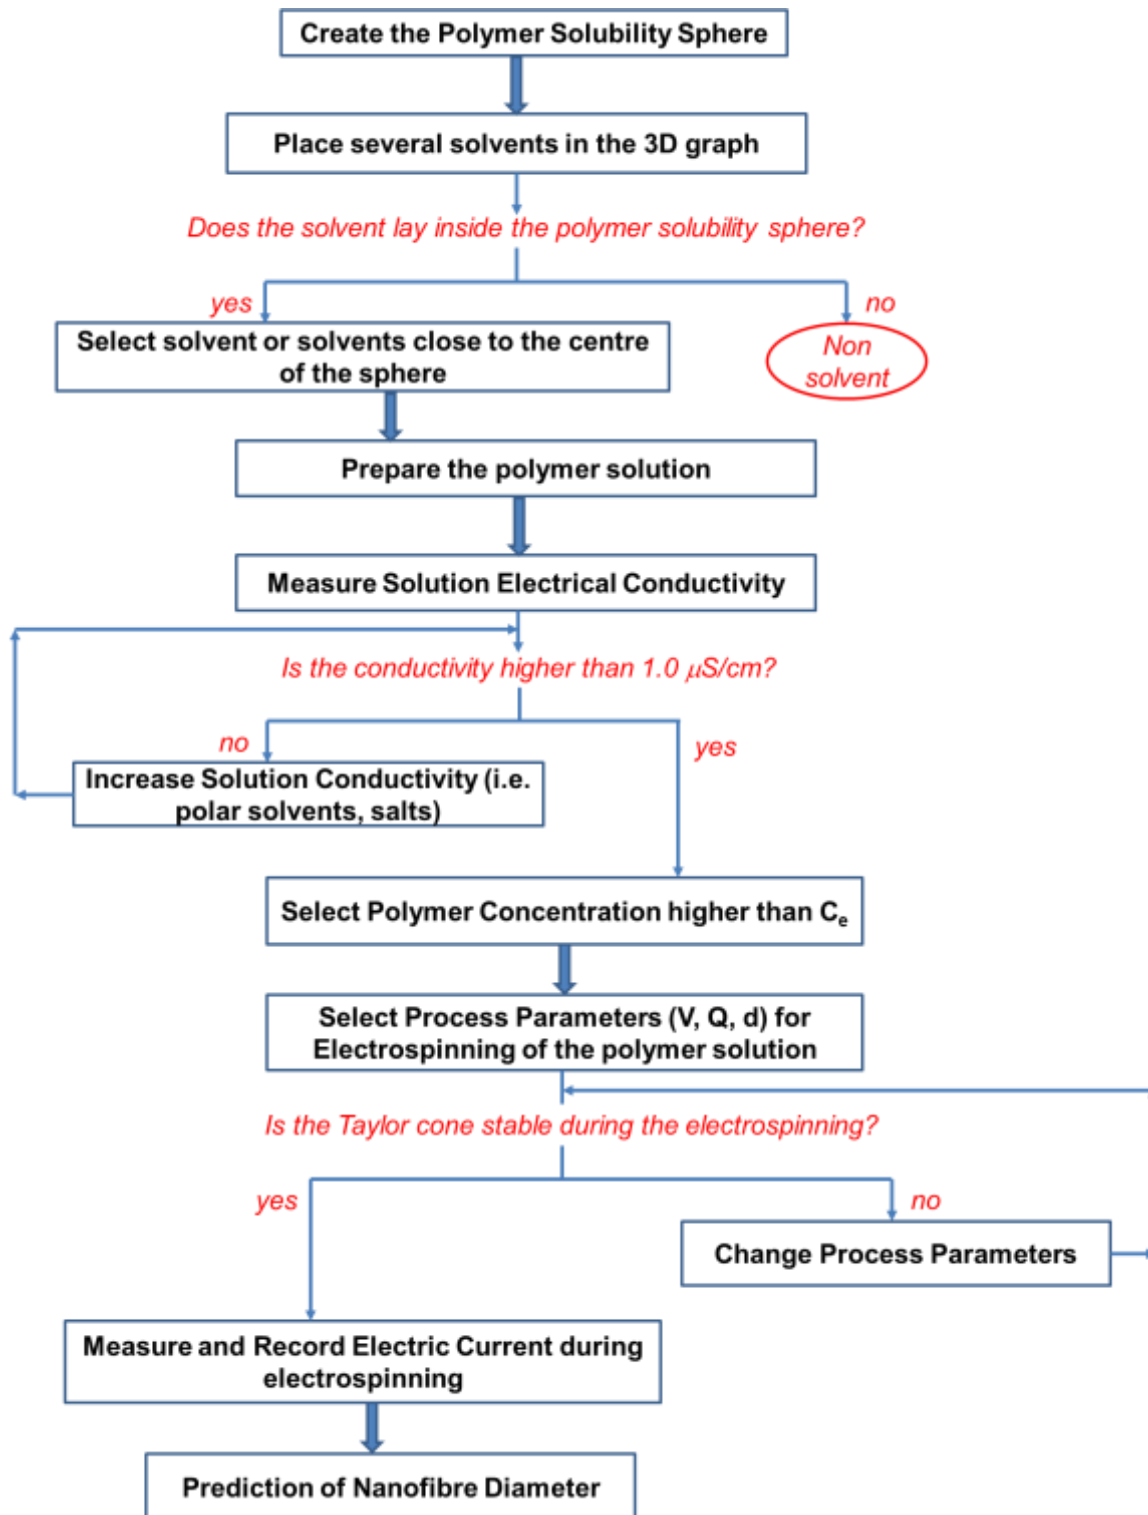 Create the Polymer Solubility Sphere
Place several solvents in the 3D graph
Does the solvent lay inside the polymer solubility sphere?
yes
no
Select solvent or solvents close to the centre
of the sphere
Non
solvent
Prepare the polymer solution
Measure Solution Electrical Conductivity
Is the conductivity higher than 1.0 μS/cm?
no
yes
Increase Solution Conductivity (i.e.
polar solvents, salts)
Select Polymer Concentration higher than Ce
Select Process Parameters (V, Q, d) for
Electrospinning of the polymer solution
Is the Taylor cone stable during the electrospinning?
yes
no
Change Process Parameters
Measure and Record Electric Current during
electrospinning
Prediction of Nanofibre Diameter